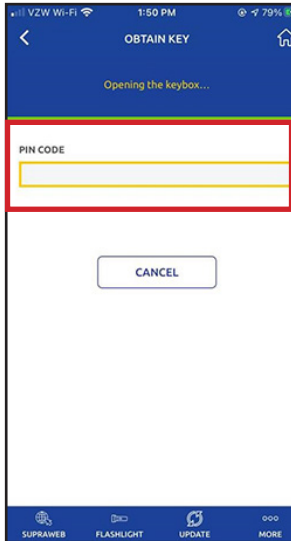 VZW Wi-Fi 1:50 PM 79%
OBTAIN KEY
Opening the keybox...
PIN CODE
CANCEL
SUPRAWEB FLASHLIGHT UPDATE MORE